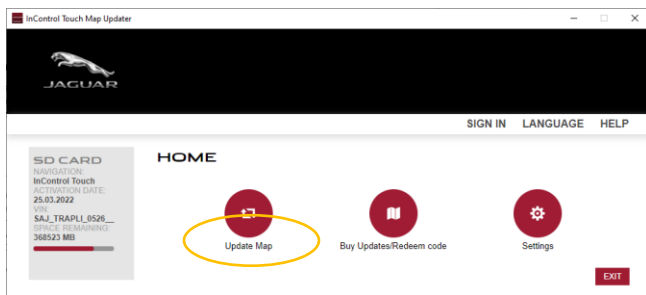 InControl Touch Map Updater
JAGUAR
SIGN IN LANGUAGE HELP
SD CARD
NAVIGATION:
InControl Touch
ACTIVATION DATE:
25.03.2022
VIN:
SAJ_TRAPLI_0526__
SPACE REMAINING:
368523 MB
HOME
Update Map
Buy Updates/Redeem code
Settings
EXIT